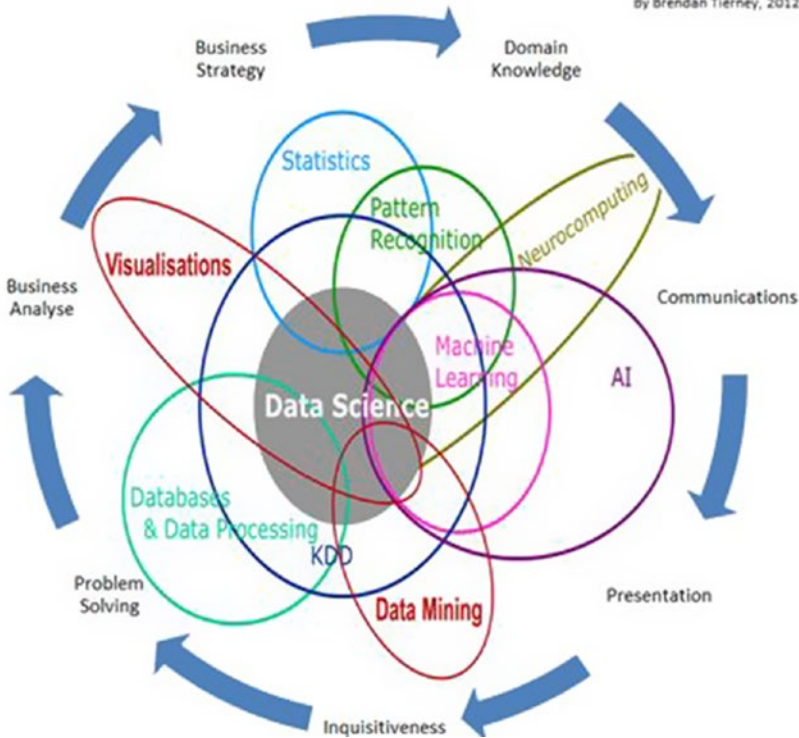 By Brendan Tierney, 2012
Business
Strategy
Domain
Knowledge
Statistics
Pattern
Recognition
Neurocomputing
Visualisations
Business
Analyse
Communications
Machine
Learning
AI
Data Science
Databases
& Data Processing
KDD
Problem
Solving
Data Mining
Presentation
Inquisitiveness